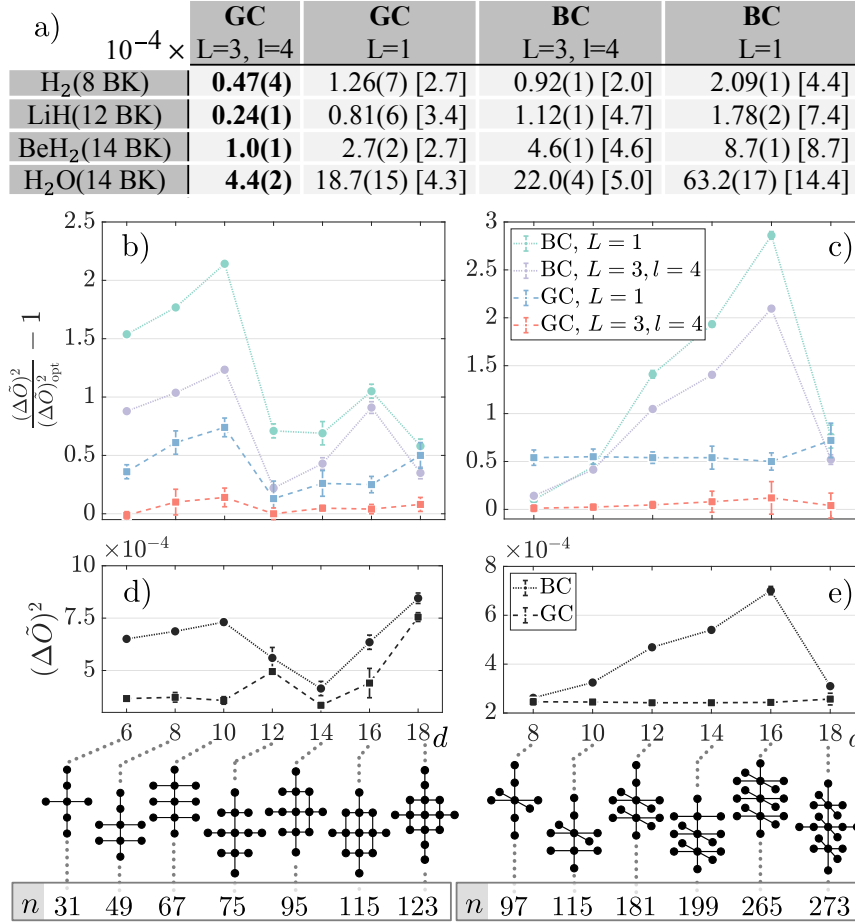 a)
GC GC BC BC
10⁻⁴ × L=3, l=4 L=1 L=3, l=4 L=1
H₂(8 BK) 0.47(4) 1.26(7) [2.7] 0.92(1) [2.0] 2.09(1) [4.4]
LiH(12 BK) 0.24(1) 0.81(6) [3.4] 1.12(1) [4.7] 1.78(2) [7.4]
BeH₂(14 BK) 1.0(1) 2.7(2) [2.7] 4.6(1) [4.6] 8.7(1) [8.7]
H₂O(14 BK) 4.4(2) 18.7(15) [4.3] 22.0(4) [5.0] 63.2(17) [14.4]
b)
2.5
2
1.5
1
0.5
0
(ΔÕ)² / (ΔÕ)²opt − 1
c)
3
2.5
2
1.5
1
0.5
0
BC, L = 1
BC, L = 3, l = 4
GC, L = 1
GC, L = 3, l = 4
d)
×10⁻⁴
10
7.5
5
(ΔÕ)²
6 8 10 12 14 16 18 d
e)
×10⁻⁴
8
6
4
2
BC
GC
8 10 12 14 16 18
n 31 49 67 75 95 115 123
n 97 115 181 199 265 273